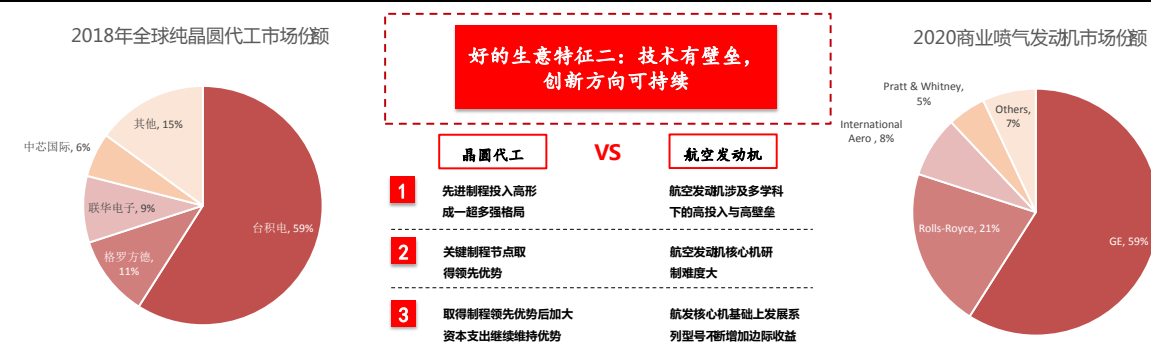 2018年全球纯晶圆代工市场份额
其他, 15%
中芯国际, 6%
联华电子, 9%
格罗方德,
11%
台积电, 59%
好的生意特征二：技术有壁垒，
创新方向可持续
晶圆代工
VS
航空发动机
1
先进制程投入高形
成一超多强格局
航空发动机涉及多学科
下的高投入与高壁垒
2
关键制程节点取
得领先优势
航空发动机核心机研
制难度大
3
取得制程领先优势后加大
资本支出继续维持优势
航发核心机基础上发展系
列型号不断增加边际收益
2020商业喷气发动机市场份额
Pratt & Whitney,
5%
Others,
7%
International
Aero , 8%
Rolls-Royce, 21%
GE, 59%